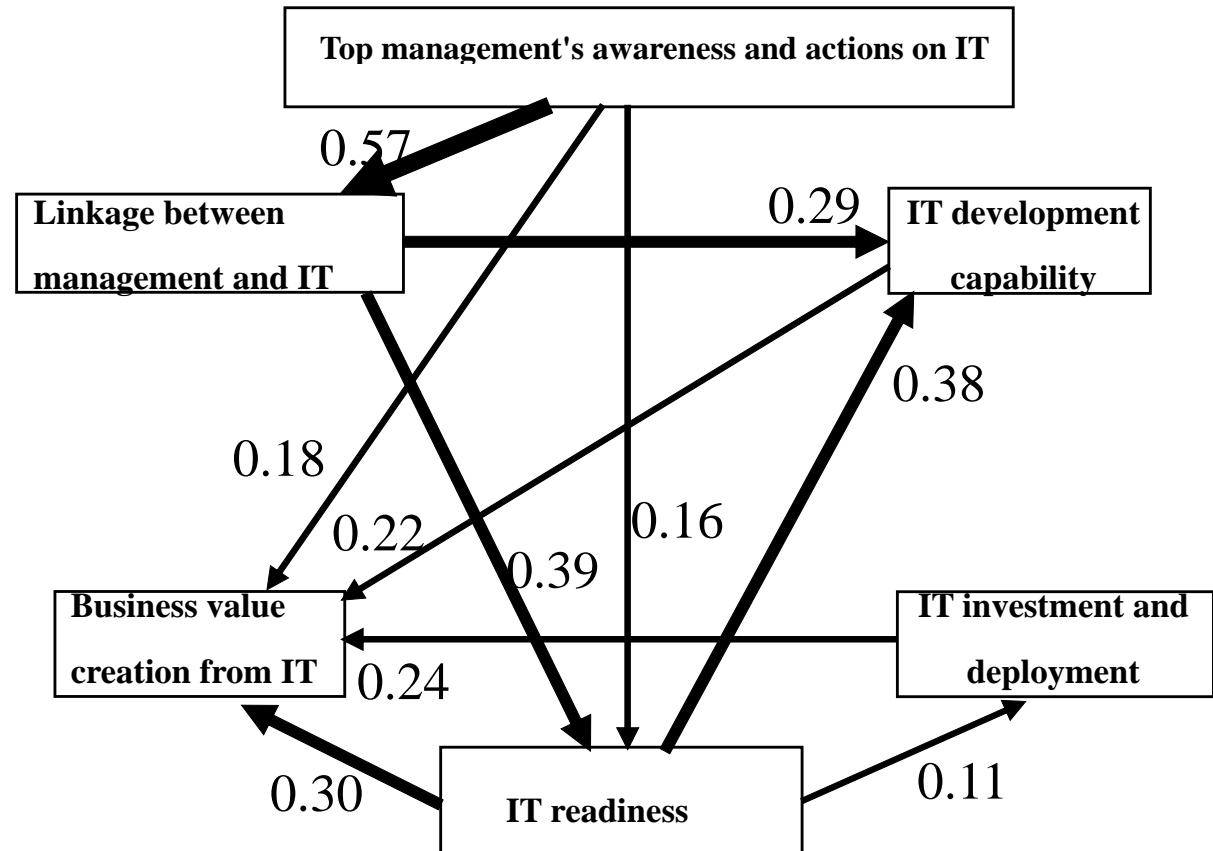 Top management's awareness and actions on IT
0.57
Linkage between
management and IT
0.29
IT development
capability
0.38
0.18
0.22
0.39
0.16
Business value
creation from IT
0.24
IT investment and
deployment
0.30
IT readiness
0.11